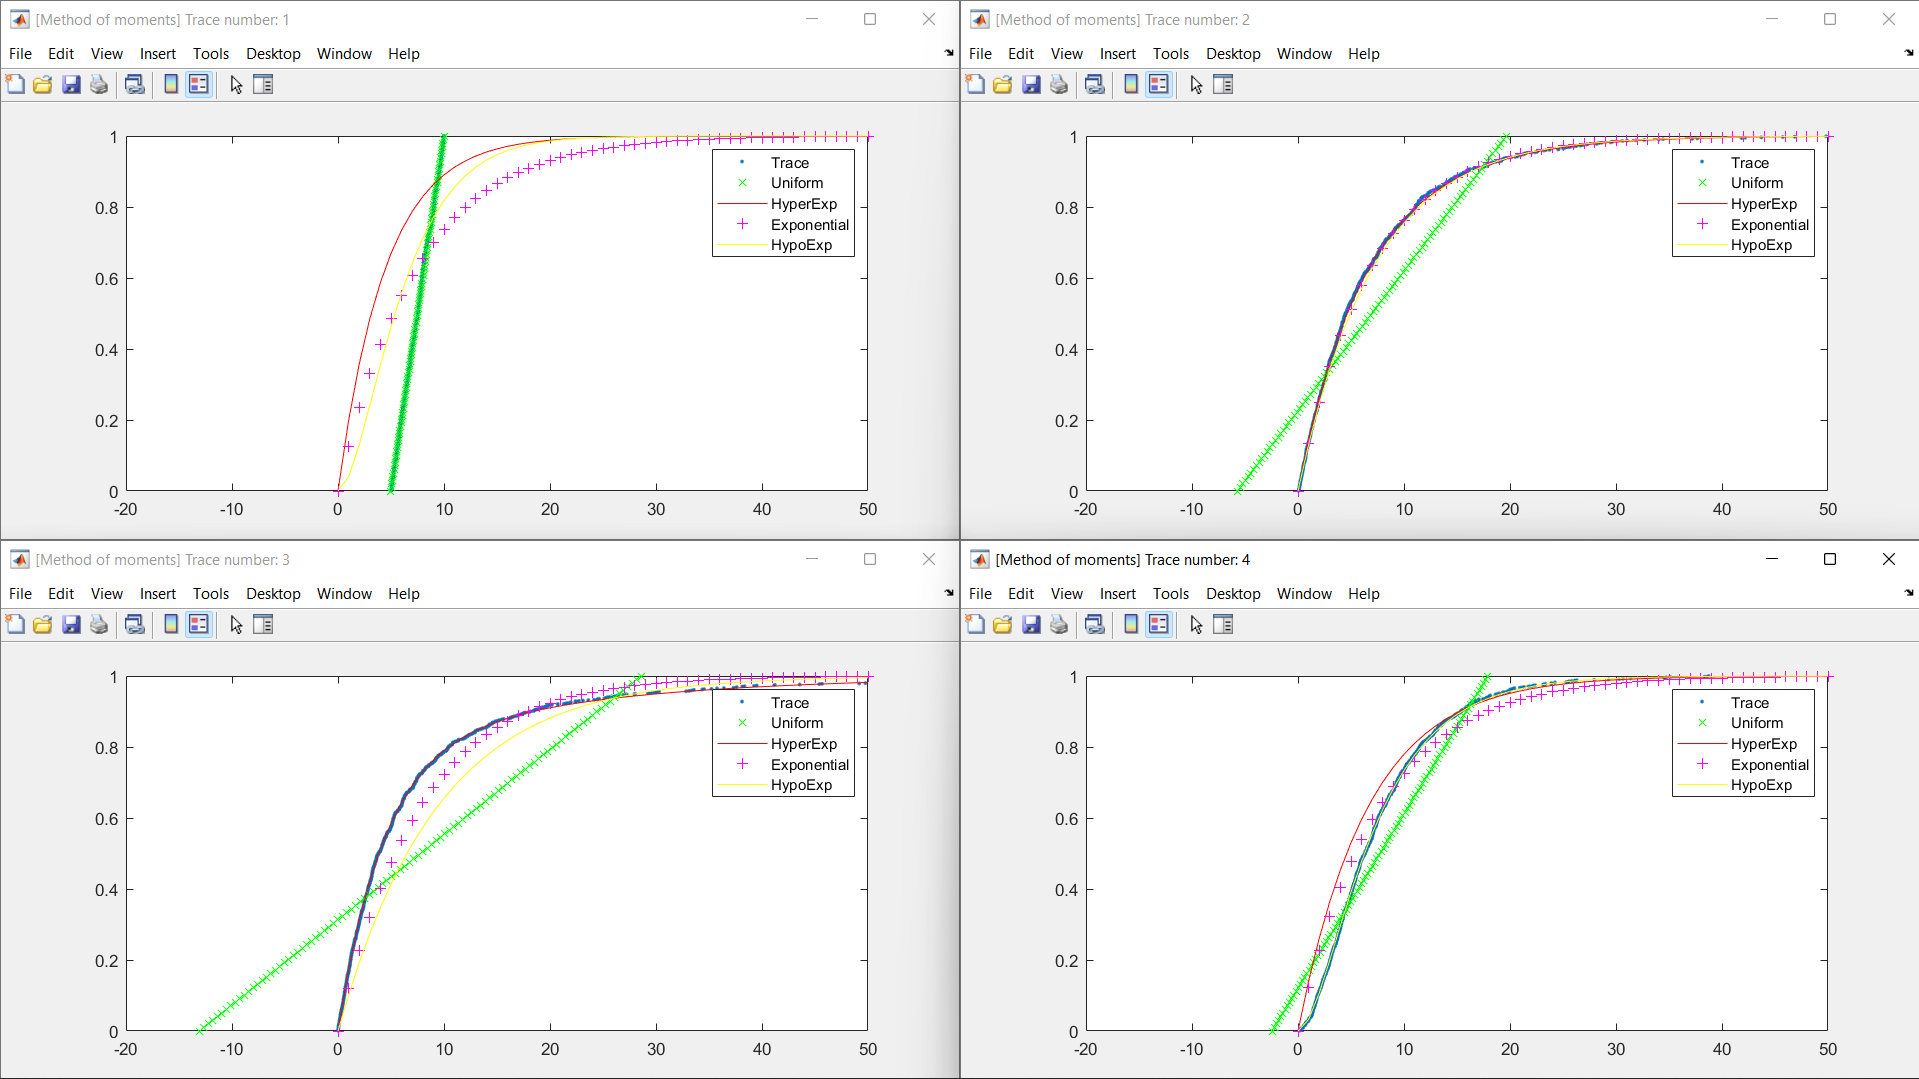 [Method of moments] Trace number: 1
File Edit View Insert Tools Desktop Window Help
1
0.8
0.6
0.4
0.2
0
-20 -10 0 10 20 30 40 50
Trace
Uniform
HyperExp
Exponential
HypoExp
[Method of moments] Trace number: 2
File Edit View Insert Tools Desktop Window Help
1
0.8
0.6
0.4
0.2
0
-20 -10 0 10 20 30 40 50
Trace
Uniform
HyperExp
Exponential
HypoExp
[Method of moments] Trace number: 3
File Edit View Insert Tools Desktop Window Help
1
0.8
0.6
0.4
0.2
0
-20 -10 0 10 20 30 40 50
Trace
Uniform
HyperExp
Exponential
HypoExp
[Method of moments] Trace number: 4
File Edit View Insert Tools Desktop Window Help
1
0.8
0.6
0.4
0.2
0
-20 -10 0 10 20 30 40 50
Trace
Uniform
HyperExp
Exponential
HypoExp